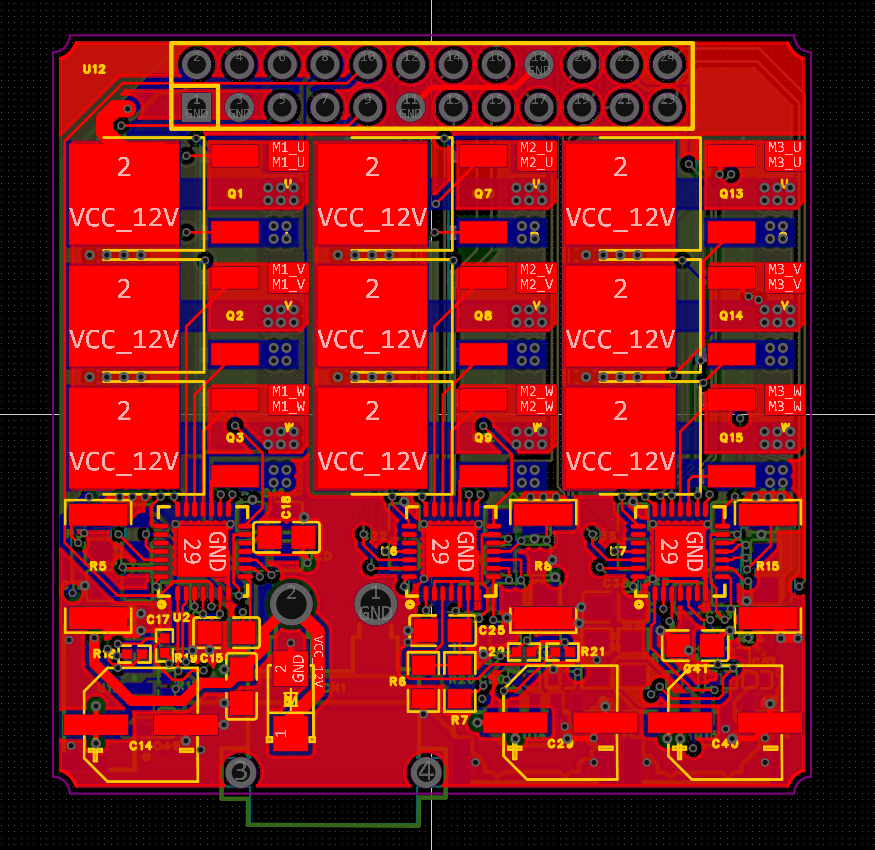 U12
2 4 6 8 10 12 14 16 18 20 22 24
GND
1 3 5 7 9 11 13 15 17 19 21 23
GND GND GND
2 VCC_12V Q1 M1_U M1_U U
2 VCC_12V Q7 M2_U M2_U U
2 VCC_12V Q13 M3_U M3_U U
2 VCC_12V Q2 M1_V M1_V V
2 VCC_12V Q8 M2_V M2_V V
2 VCC_12V Q14 M3_V M3_V V
2 VCC_12V Q3 M1_W M1_W W
2 VCC_12V Q9 M2_W M2_W W
2 VCC_12V Q15 M3_W M3_W W
C18
R5
29 GND
29 GND
R15
29 GND
2
1
GND
C17 U2
C15
C25
R21
R6
R7
2 GND
VCC_12V
1
C14
+ −
+ −
+ −
3
4